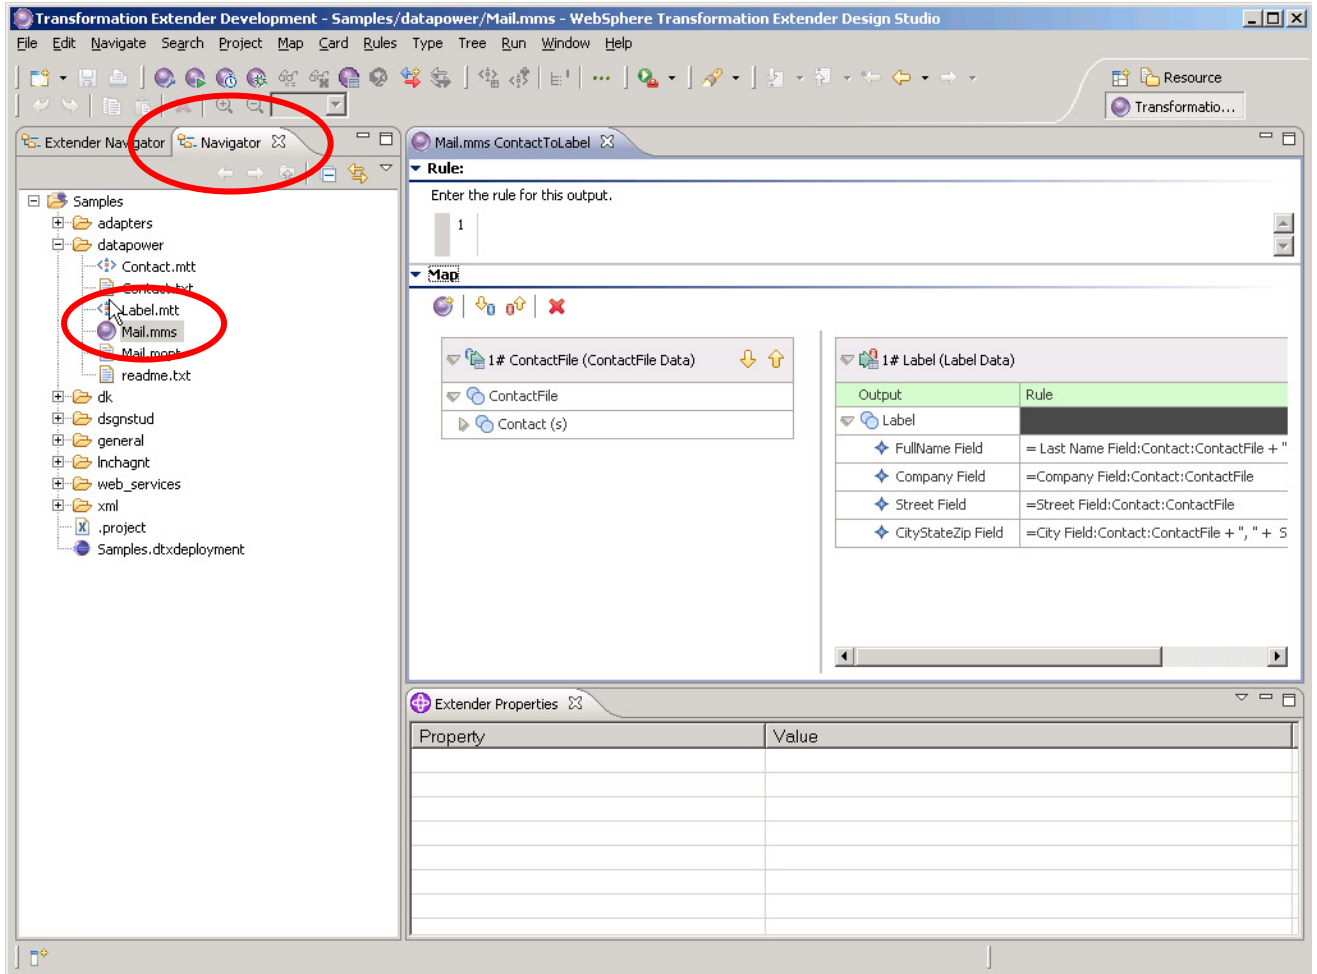 Transformation Extender Development - Samples/datapower/Mail.mms - WebSphere Transformation Extender Design Studio
File Edit Navigate Search Project Map Card Rules Type Tree Run Window Help
Resource
Transformatio...
Extender Navigator Navigator
Mail.mms ContactToLabel
Rule:
Enter the rule for this output.
1
Samples
adapters
datapower
Contact.mtt
Contact.txt
Label.mtt
Mail.mms
Mail.mopt
readme.txt
dk
dsgnstud
general
lnchagnt
web_services
xml
.project
Samples.dtxdeployment
Map
1# ContactFile (ContactFile Data)
ContactFile
Contact (s)
1# Label (Label Data)
Output Rule
Label
FullName Field = Last Name Field:Contact:ContactFile + "
Company Field =Company Field:Contact:ContactFile
Street Field =Street Field:Contact:ContactFile
CityStateZip Field =City Field:Contact:ContactFile + ", " + S
Extender Properties
Property Value